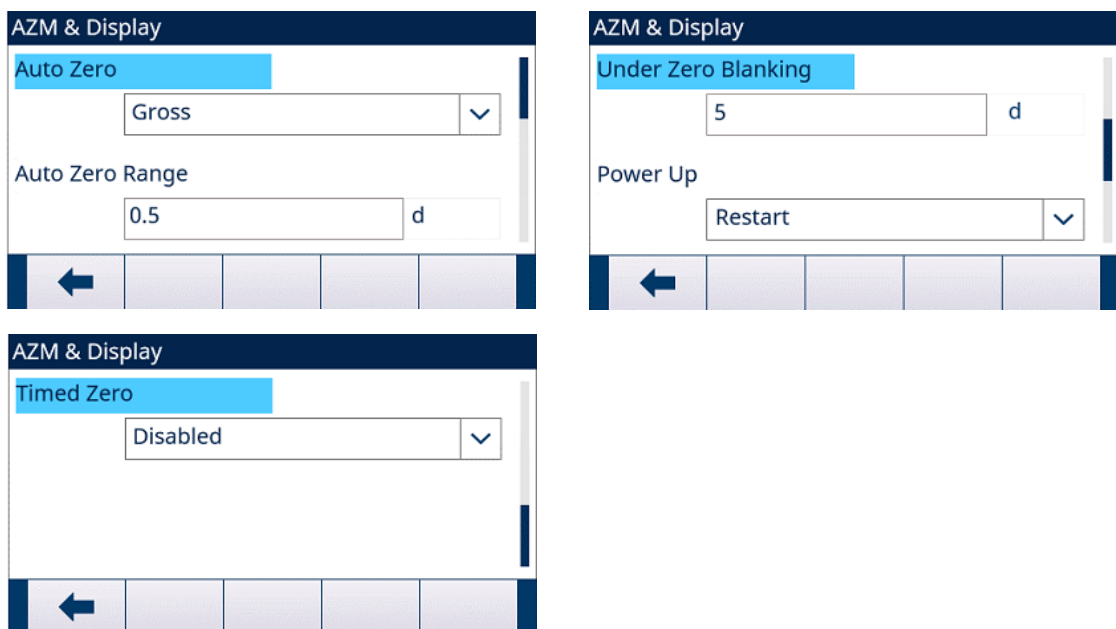 AZM & Display
Auto Zero
Gross
Auto Zero Range
0.5 d
AZM & Display
Under Zero Blanking
5 d
Power Up
Restart
AZM & Display
Timed Zero
Disabled